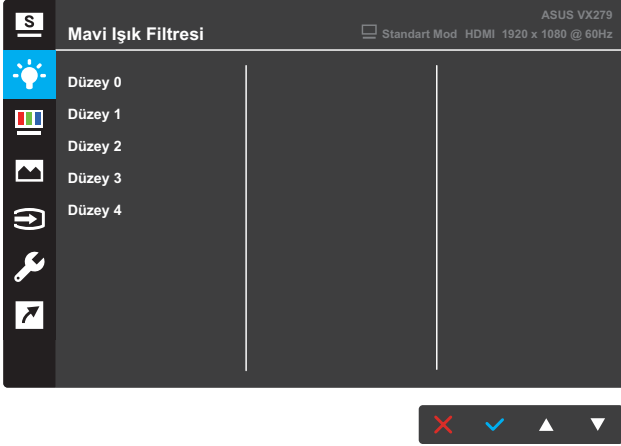 S
ASUS VX279
Mavi Işık Filtresi
Standart Mod HDMI 1920 x 1080 @ 60Hz
Düzey 0
Düzey 1
Düzey 2
Düzey 3
Düzey 4